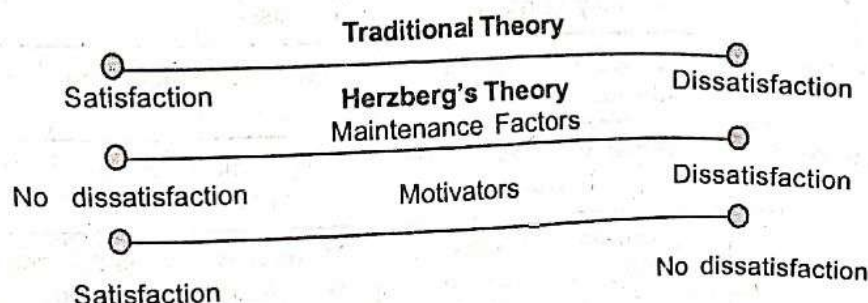 Traditional Theory
Satisfaction Dissatisfaction
Herzberg's Theory
Maintenance Factors
No dissatisfaction Dissatisfaction
Motivators
Satisfaction No dissatisfaction